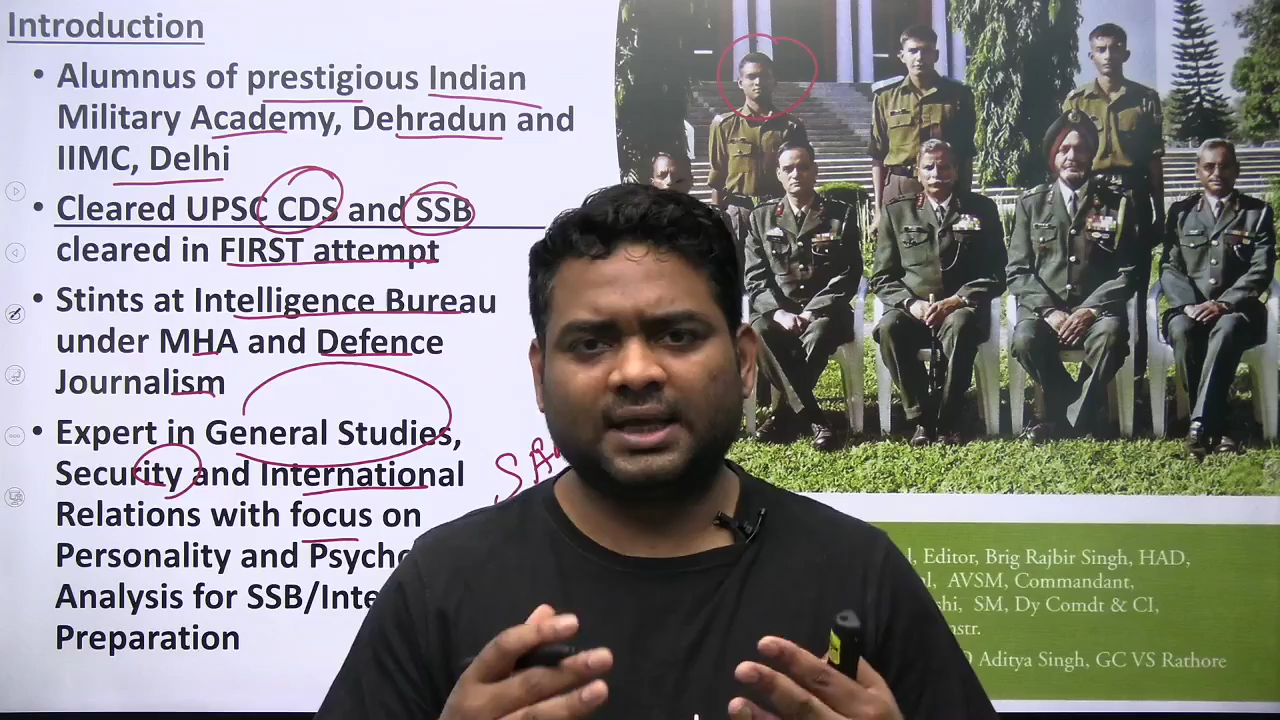 Introduction
• Alumnus of prestigious Indian
Military Academy, Dehradun and
IIMC, Delhi
• Cleared UPSC CDS and SSB
cleared in FIRST attempt
• Stints at Intelligence Bureau
under MHA and Defence
Journalism
• Expert in General Studies,
Security and International
Relations with focus on
Personality and
Analysis for SSB/
Preparation
Editor, Brig Rajbir Singh, HAD,
AVSM, Commandant,
SM, Dy Comdt & CI,
Aditya Singh, GC VS Rathore